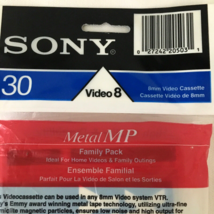 SONY
0 27242 20503 1
30
Video 8
8mm Video Cassette
Cassette Vidéo de 8mm
Metal MP
Family Pack
Ideal For Home Videos & Family Outings
Ensemble Familial
Parfait Pour La Vidéo de Salon et les Sorties
Videocassette can be used in any 8mm Video system VTR.
y's Emmy award winning metal tape technology, utilizing ultra-fine
magnetic particles, ensures low noise and high output for